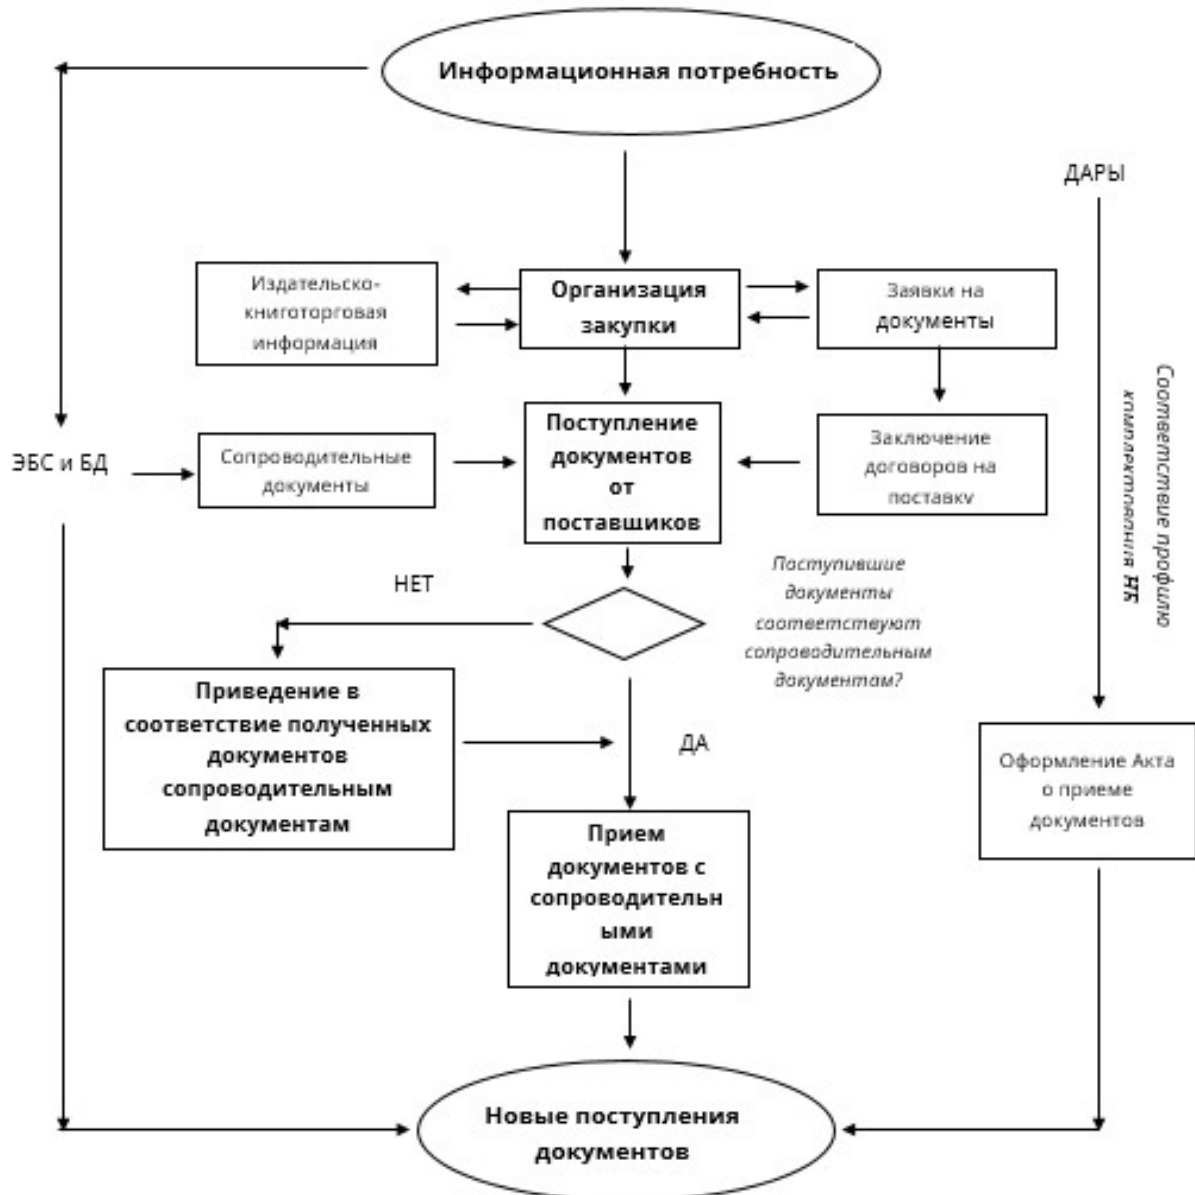 Информационная потребность
ДАРЫ
Издательско-
книготорговая
информация
Организация
закупки
Заявки на
документы
Соответствие профилю
комплектования НБ
ЭБС и БД
Сопроводительные
документы
Поступление
документов
от
поставщиков
Заключение
договоров на
поставку
НЕТ
Поступившие
документы
соответствуют
сопроводительным
документам?
Приведение в
соответствие полученных
документов
сопроводительным
документам
ДА
Оформление Акта
о приеме
документов
Прием
документов с
сопроводительн
ыми
документами
Новые поступления
документов